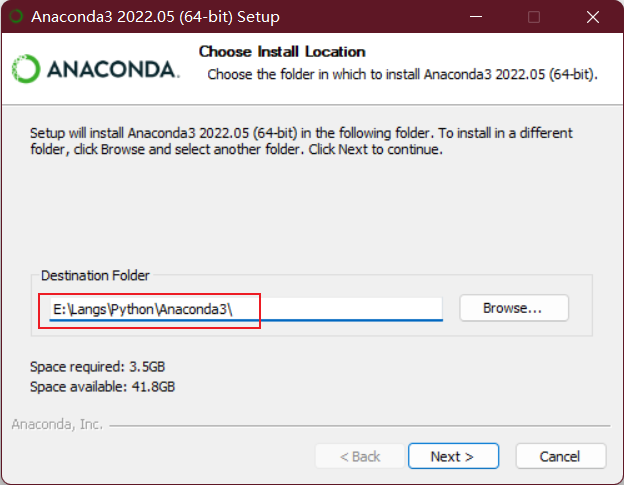 Anaconda3 2022.05 (64-bit) Setup
Choose Install Location
ANACONDA.
Choose the folder in which to install Anaconda3 2022.05 (64-bit).
Setup will install Anaconda3 2022.05 (64-bit) in the following folder. To install in a different
folder, click Browse and select another folder. Click Next to continue.
Destination Folder
E:\Langs\Python\Anaconda3\
Browse...
Space required: 3.5GB
Space available: 41.8GB
Anaconda, Inc.
< Back
Next >
Cancel